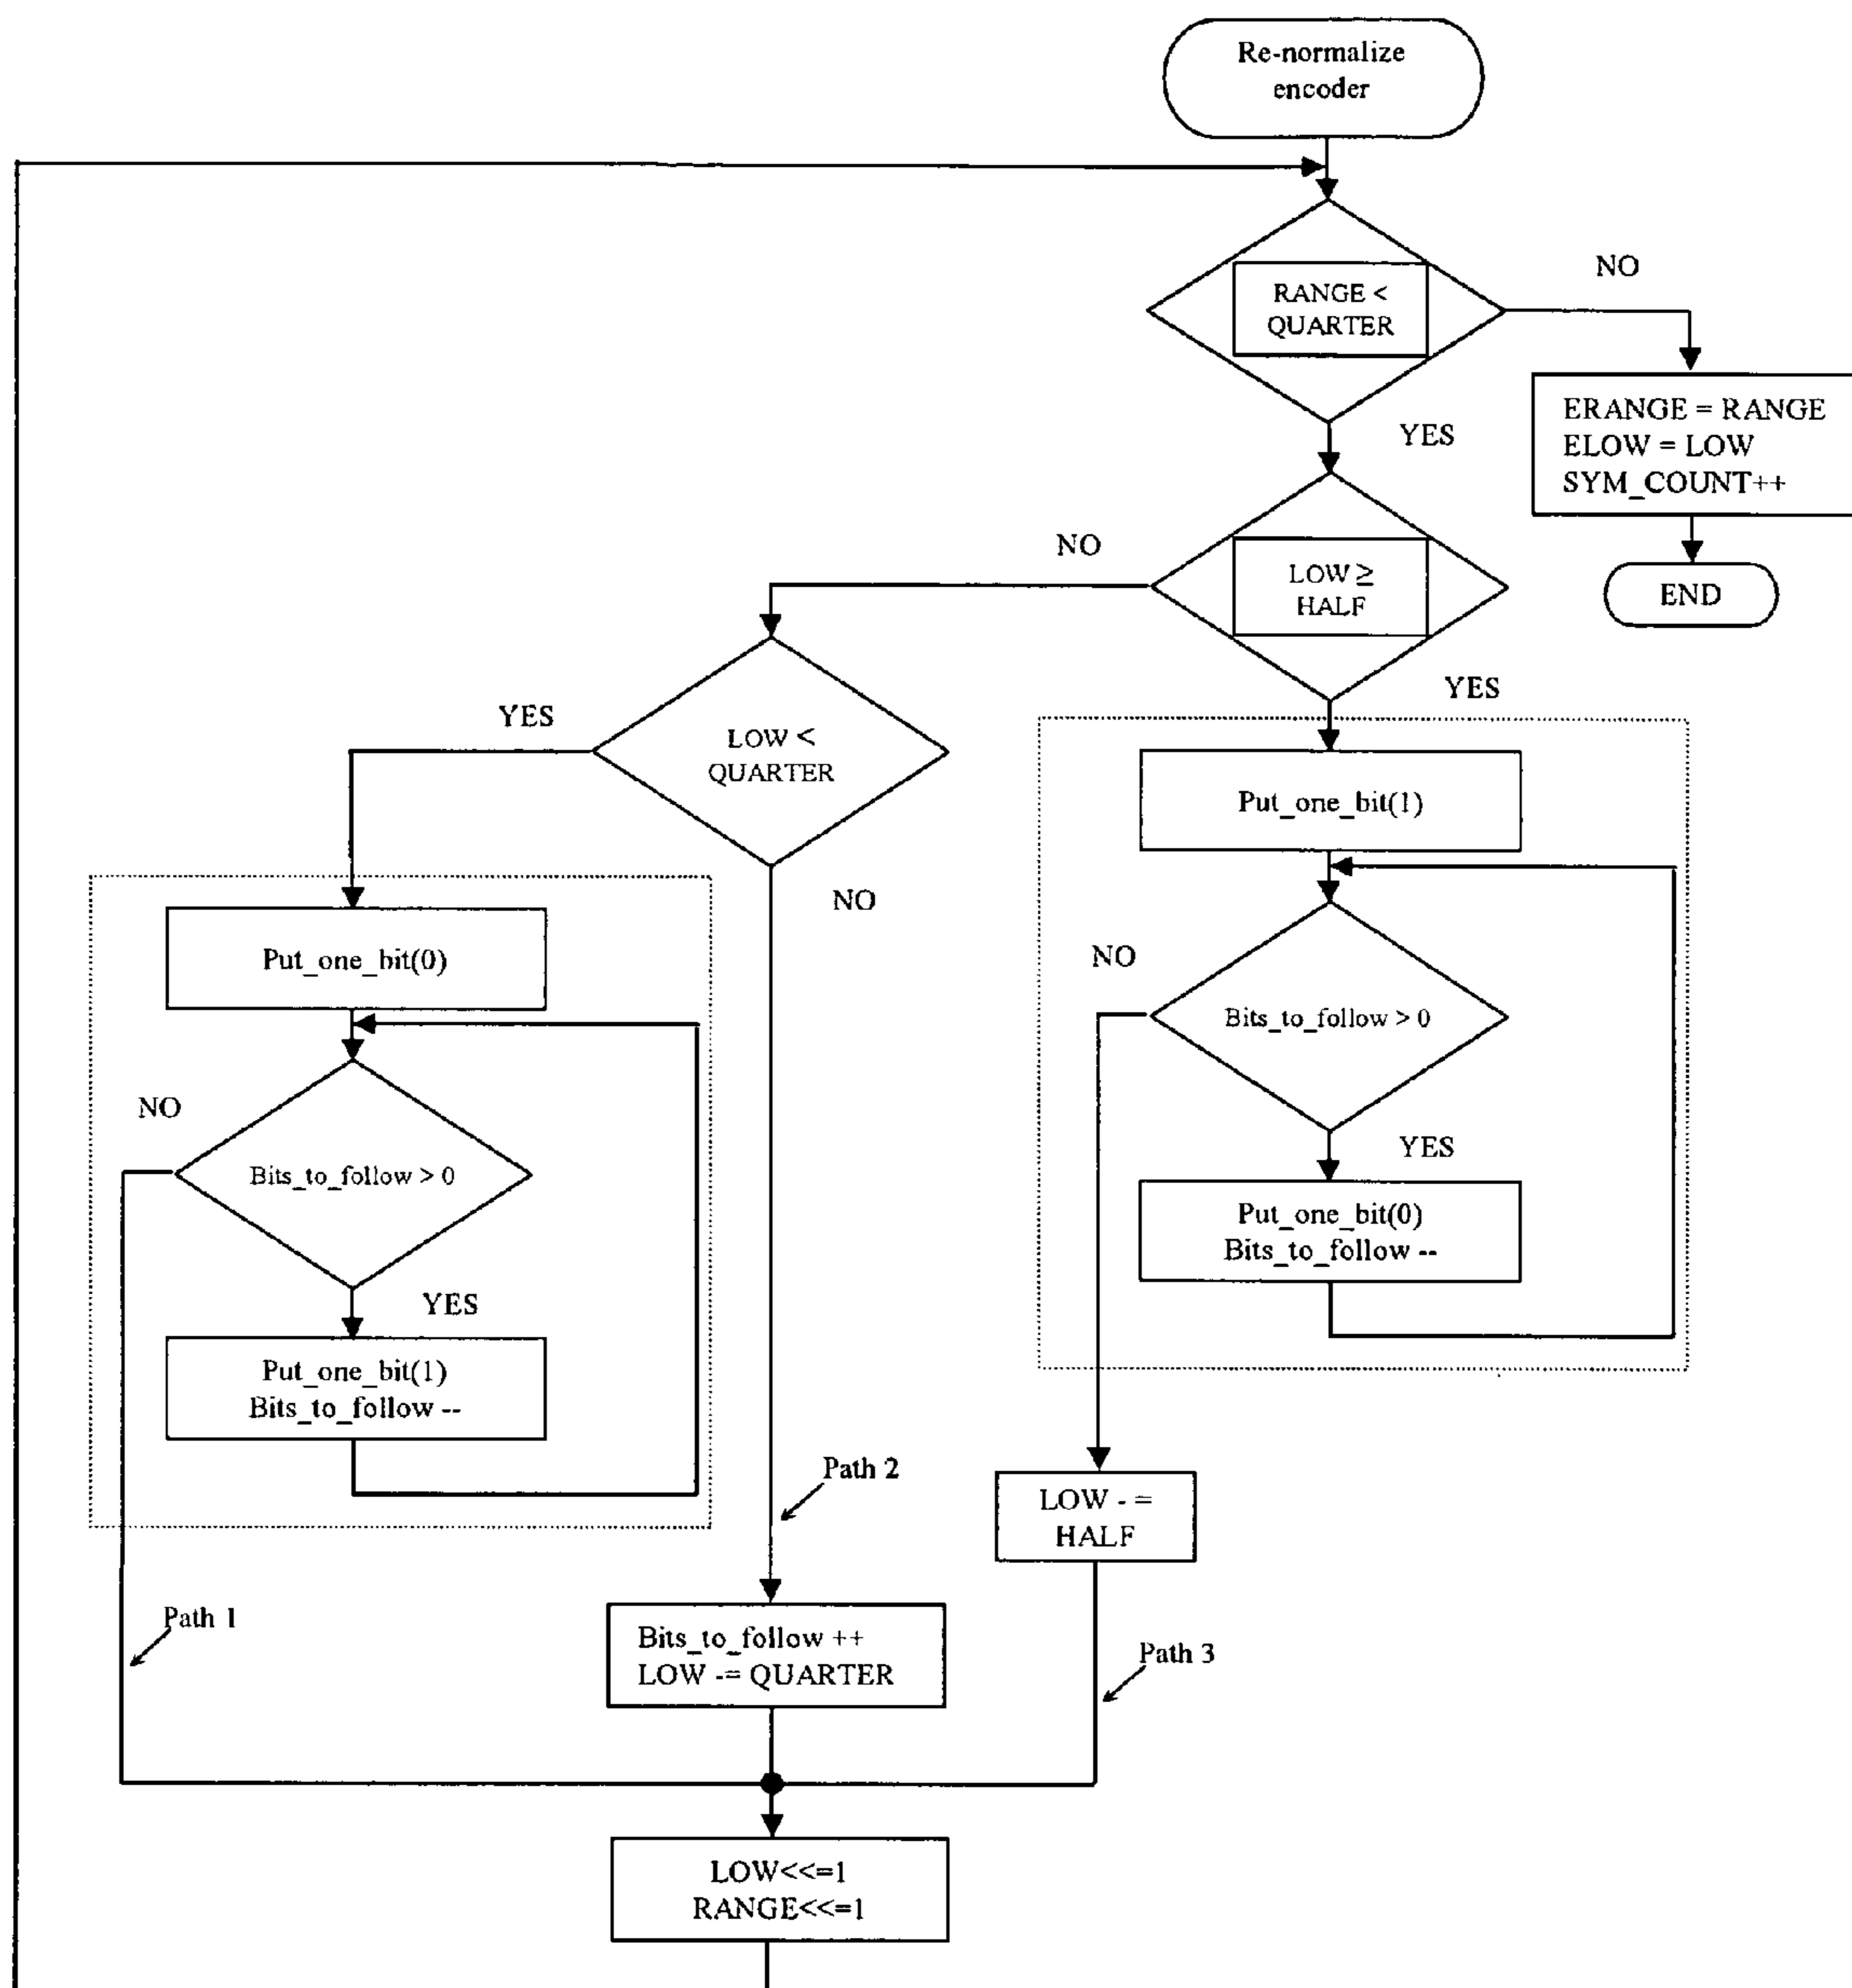 Re-normalize
encoder
RANGE <
QUARTER
NO
YES
ERANGE = RANGE
ELOW = LOW
SYM_COUNT++
END
LOW ≥
HALF
NO
YES
LOW <
QUARTER
YES
NO
Put_one_bit(1)
Bits_to_follow > 0
NO
YES
Put_one_bit(0)
Bits_to_follow --
Put_one_bit(0)
Bits_to_follow > 0
NO
YES
Put_one_bit(1)
Bits_to_follow --
Path 2
LOW - =
HALF
Path 1
Bits_to_follow ++
LOW -= QUARTER
Path 3
LOW<<=1
RANGE<<=1